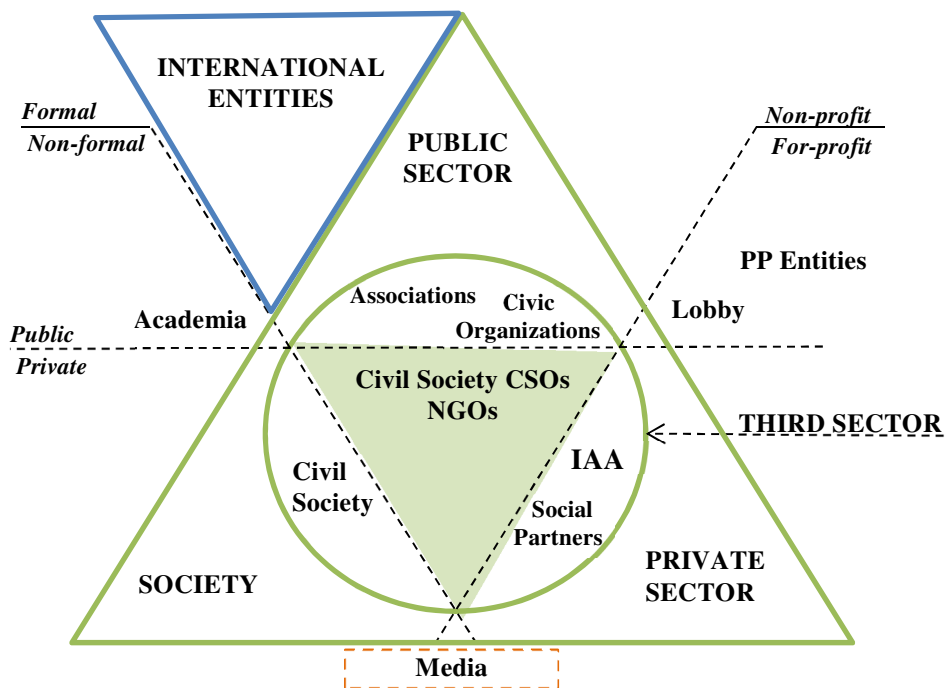 INTERNATIONAL
ENTITIES
Formal
Non-formal
Non-profit
For-profit
PUBLIC
SECTOR
PP Entities
Associations
Civic
Organizations
Academia
Lobby
Public
Private
Civil Society CSOs
NGOs
THIRD SECTOR
IAA
Civil
Society
Social
Partners
SOCIETY
PRIVATE
SECTOR
Media